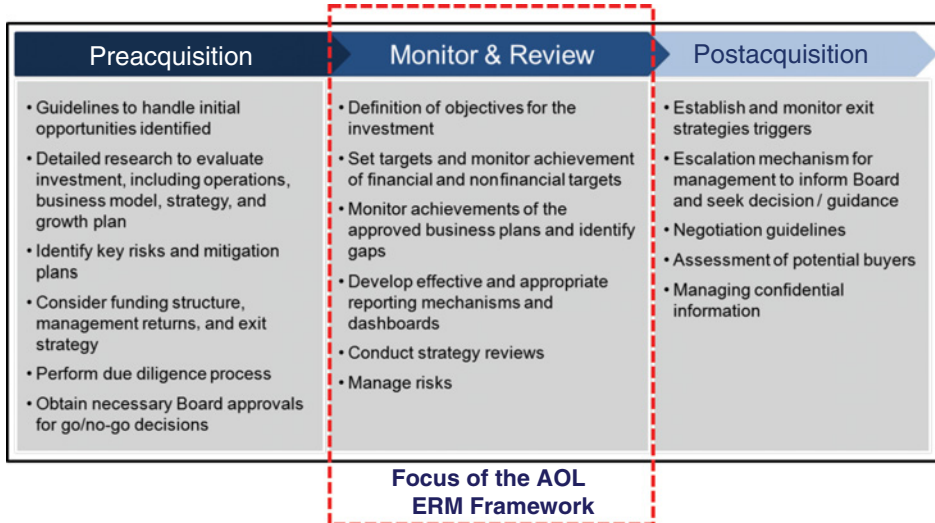 Preacquisition
• Guidelines to handle initial
opportunities identified
• Detailed research to evaluate
investment, including operations,
business model, strategy, and
growth plan
• Identify key risks and mitigation
plans
• Consider funding structure,
management returns, and exit
strategy
• Perform due diligence process
• Obtain necessary Board approvals
for go/no-go decisions
Monitor & Review
• Definition of objectives for the
investment
• Set targets and monitor achievement
of financial and nonfinancial targets
• Monitor achievements of the
approved business plans and identify
gaps
• Develop effective and appropriate
reporting mechanisms and
dashboards
• Conduct strategy reviews
• Manage risks
Postacquisition
• Establish and monitor exit
strategies triggers
• Escalation mechanism for
management to inform Board
and seek decision / guidance
• Negotiation guidelines
• Assessment of potential buyers
• Managing confidential
information
Focus of the AOL
ERM Framework